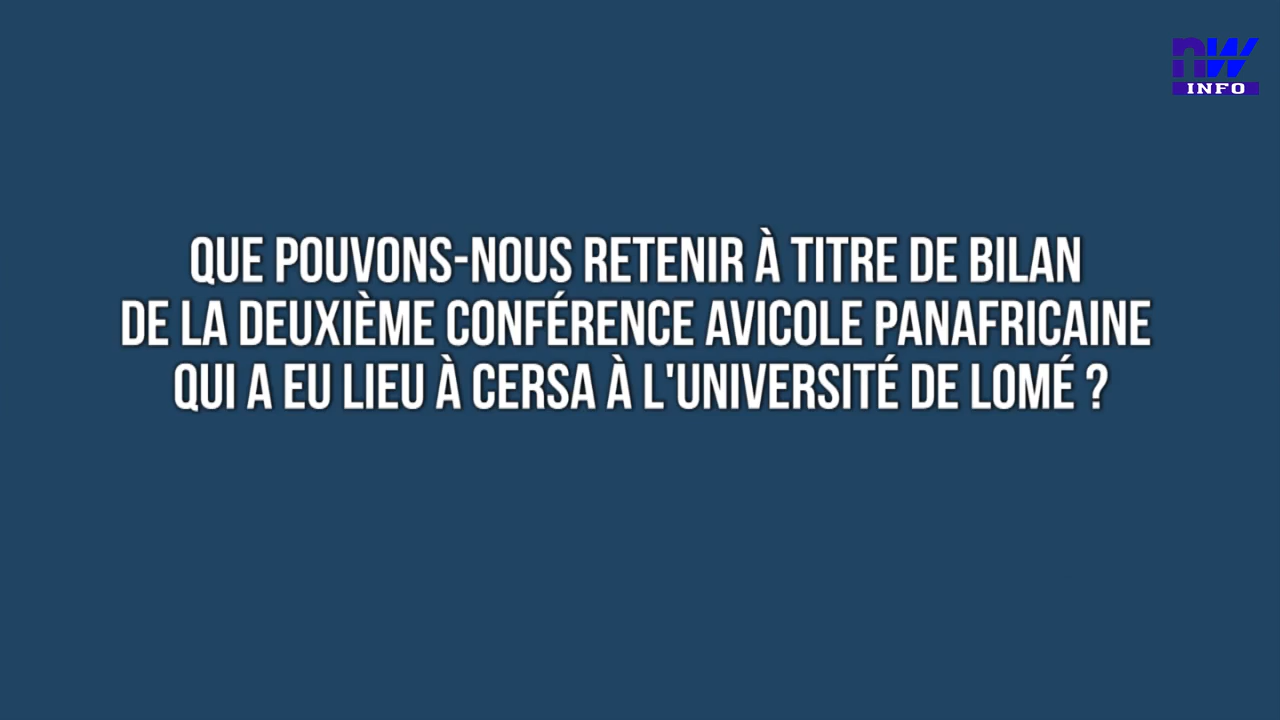 nw
INFO
QUE POUVONS-NOUS RETENIR À TITRE DE BILAN
DE LA DEUXIÈME CONFÉRENCE AVICOLE PANAFRICAINE
QUI A EU LIEU À CERSA À L'UNIVERSITÉ DE LOMÉ ?